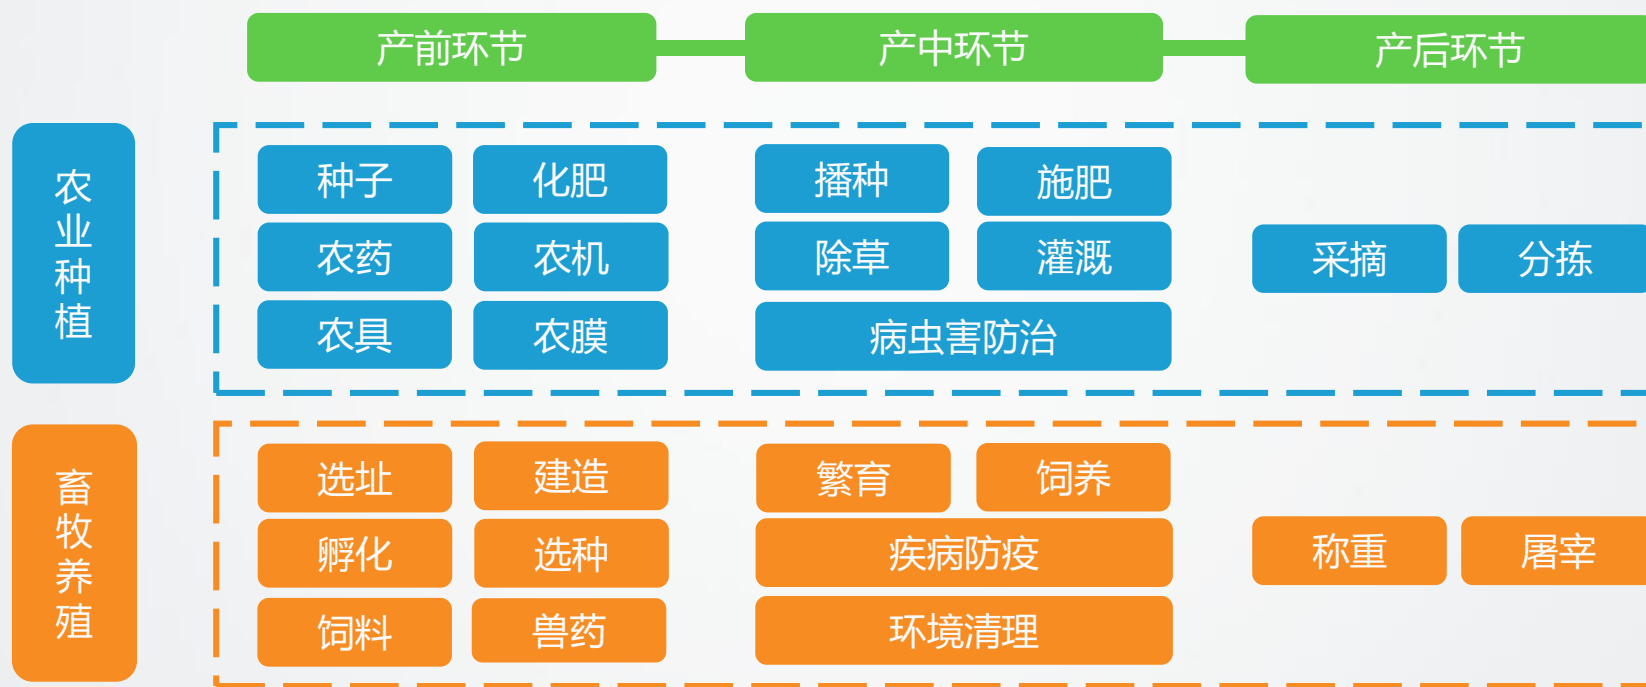 产前环节
产中环节
产后环节
农业种植
种子
化肥
播种
施肥
农药
农机
除草
灌溉
采摘
分拣
农具
农膜
病虫害防治
畜牧养殖
选址
建造
繁育
饲养
孵化
选种
疾病防疫
称重
屠宰
饲料
兽药
环境清理